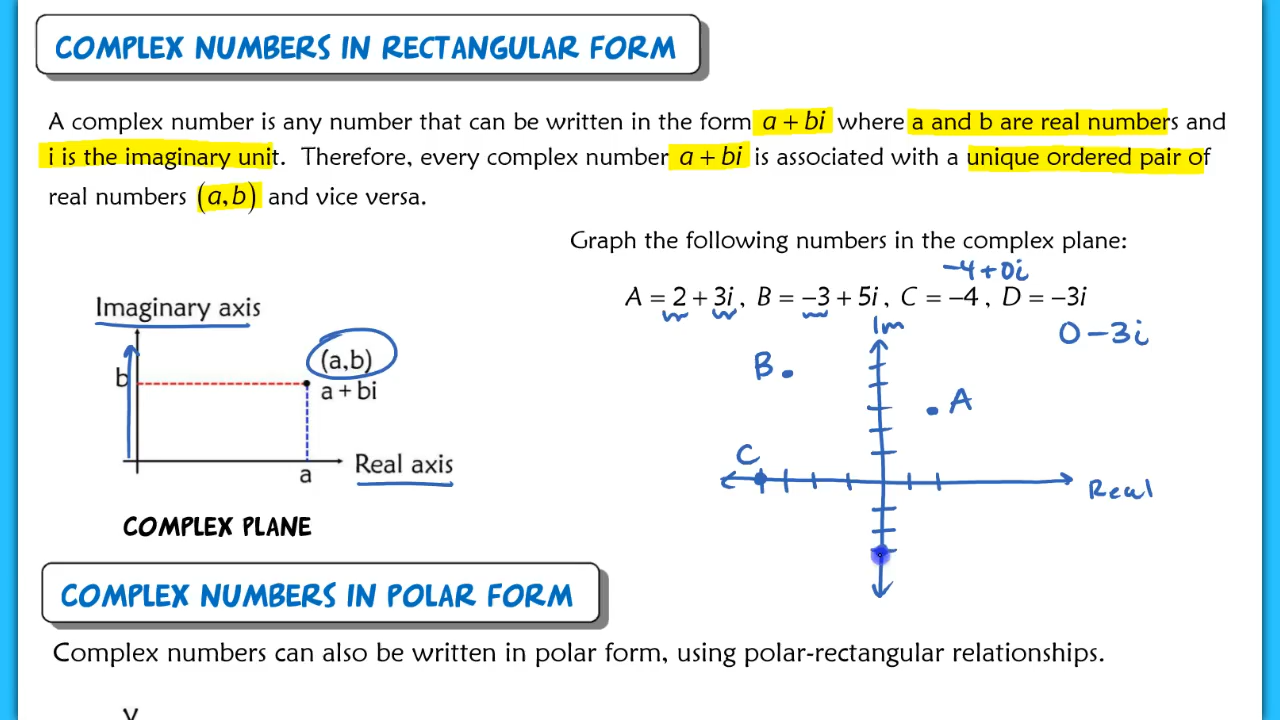 COMPLEX NUMBERS IN RECTANGULAR FORM
A complex number is any number that can be written in the form a + bi where a and b are real numbers and
i is the imaginary unit. Therefore, every complex number a + bi is associated with a unique ordered pair of
real numbers (a,b) and vice versa.
Graph the following numbers in the complex plane:
-4 + 0i
A = 2 + 3i, B = -3 + 5i, C = -4, D = -3i
0 - 3i
Imaginary axis
b
(a,b)
a + bi
a
Real axis
COMPLEX PLANE
Im
B
A
C
Real
COMPLEX NUMBERS IN POLAR FORM
Complex numbers can also be written in polar form, using polar-rectangular relationships.